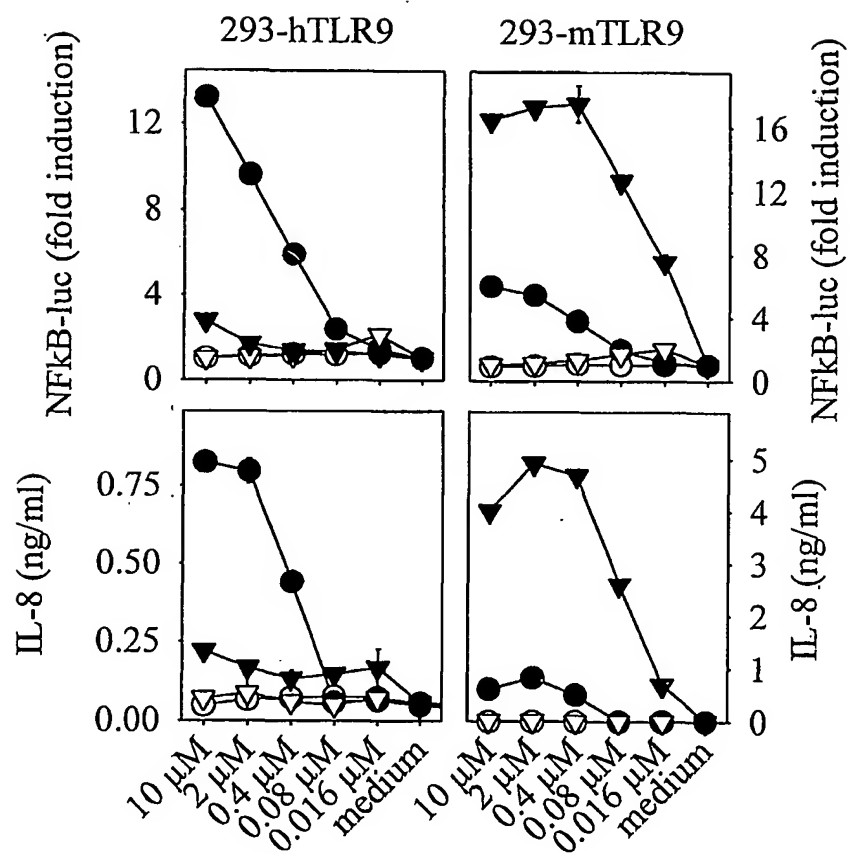 293-hTLR9
293-mTLR9
NFkB-luc (fold induction)
12
8
4
0
16
12
8
4
0
NFkB-luc (fold induction)
IL-8 (ng/ml)
0.75
0.50
0.25
0.00
5
4
3
2
1
0
IL-8 (ng/ml)
10 µM
2 µM
0.4 µM
0.08 µM
0.016 µM
medium
10 µM
2 µM
0.4 µM
0.08 µM
0.016 µM
medium